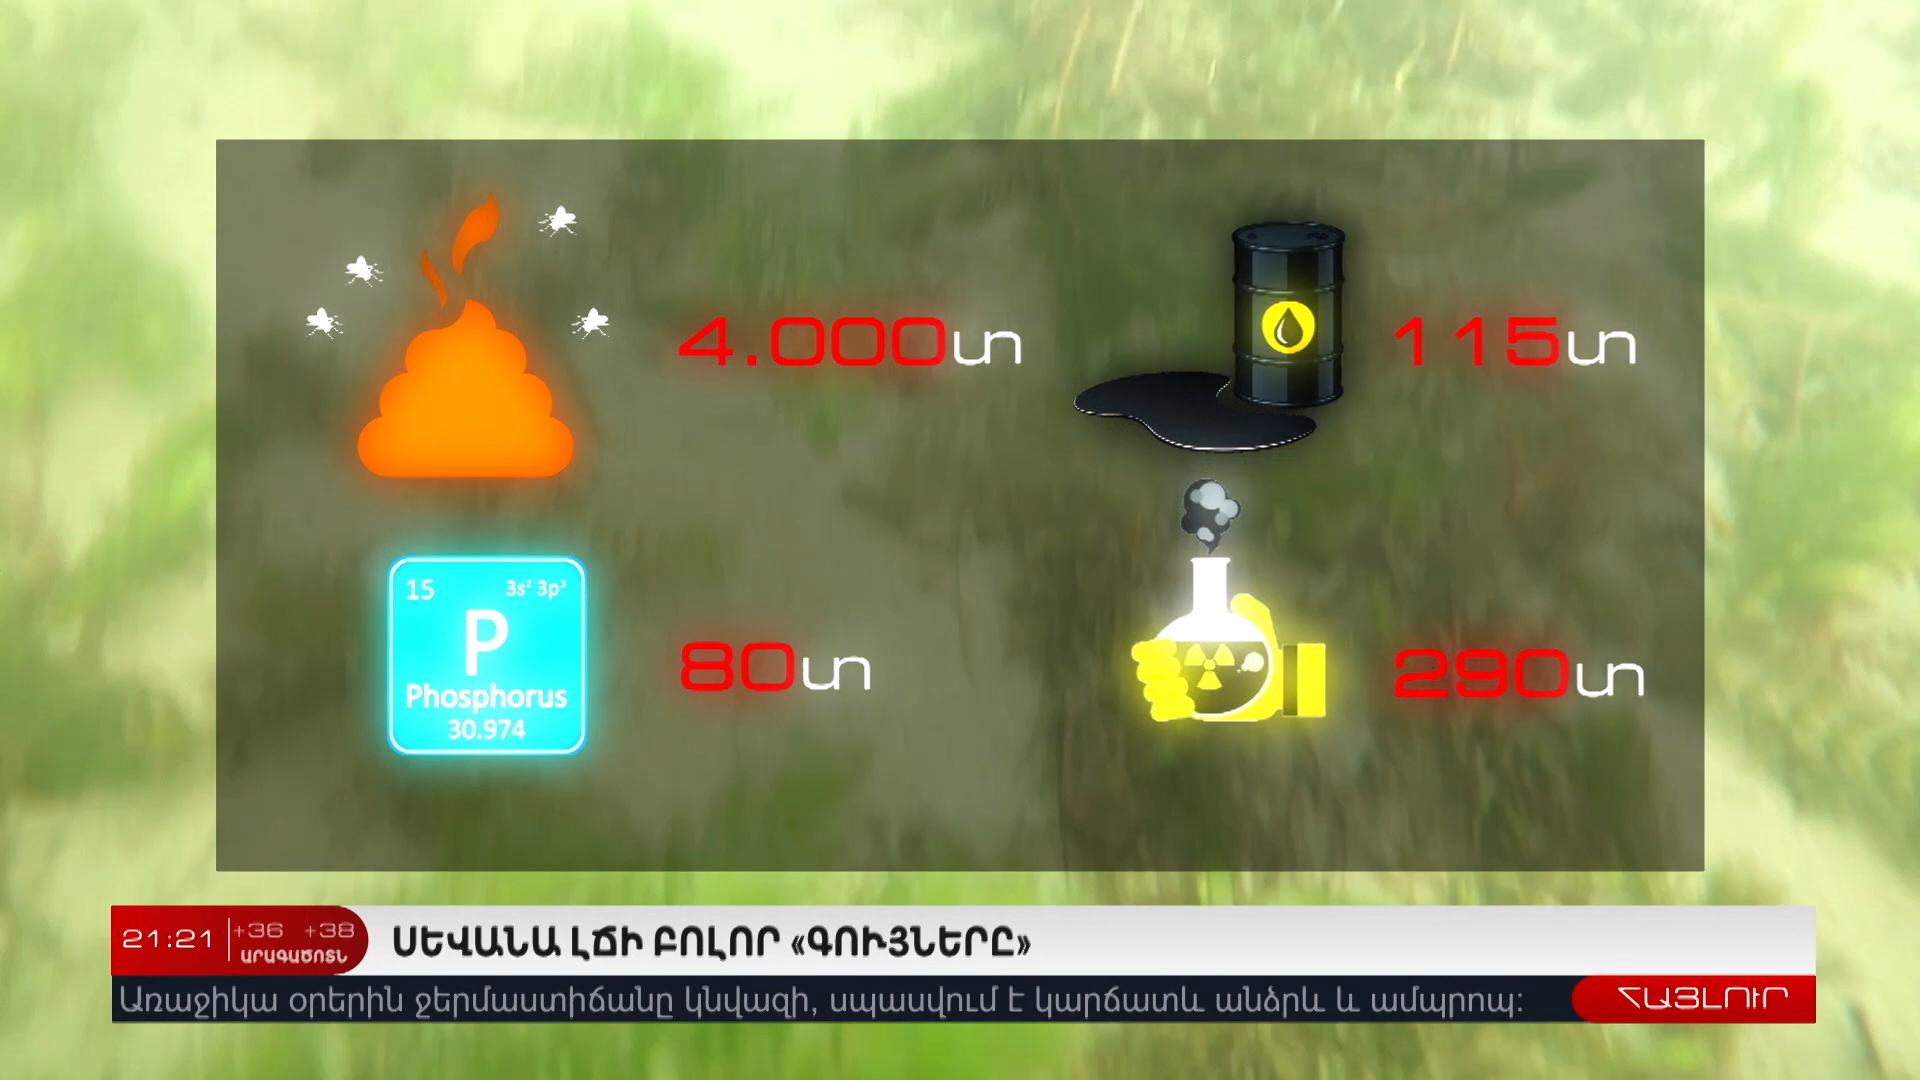 4.000տ
115տ
15 3s² 3p³
P
Phosphorus
30.974
80տ
290տ
21:21 +36 +38
ԱՐԱԳԱԾՈՏՆ
ՍԵՎԱՆԱ ԼՃԻ ԲՈԼՈՐ «ԳՈՒՅՆԵՐԸ»
Առաջիկա օրերին ջերմաստիճանը կնվազի, սպասվում է կարճատև անձրև և ամպրոպ:
ՀԱՅԼՈՒՐ